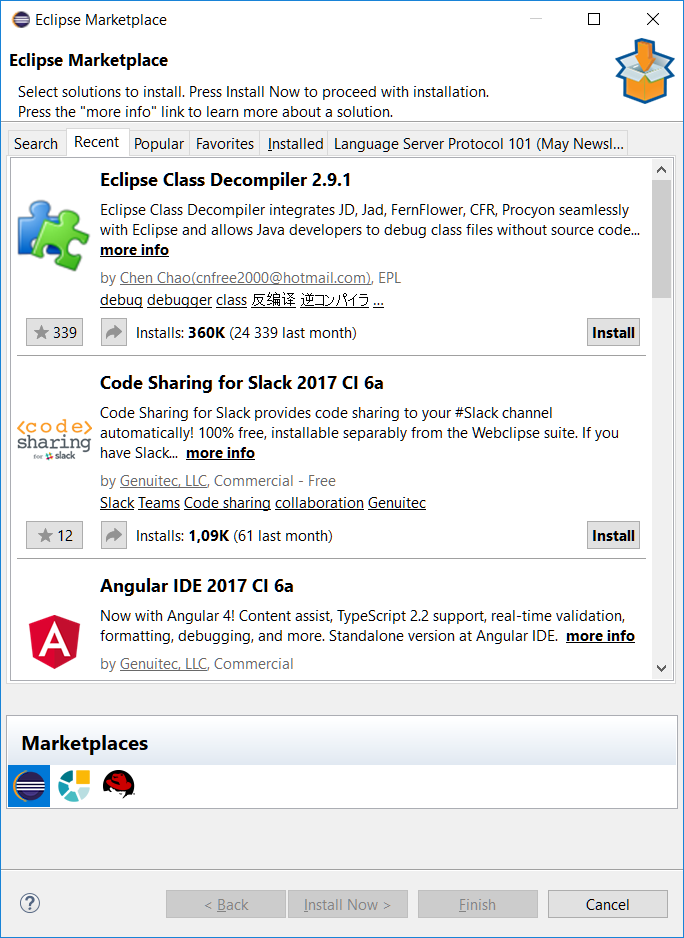 Eclipse Marketplace
Eclipse Marketplace
Select solutions to install. Press Install Now to proceed with installation.
Press the "more info" link to learn more about a solution.
Search Recent Popular Favorites Installed Language Server Protocol 101 (May Newsl...
Eclipse Class Decompiler 2.9.1
Eclipse Class Decompiler integrates JD, Jad, FernFlower, CFR, Procyon seamlessly
with Eclipse and allows Java developers to debug class files without source code...
more info
by Chen Chao(cnfree2000@hotmail.com), EPL
debug debugger class 反编译 逆コンパイラ ...
339 Installs: 360K (24 339 last month) Install
Code Sharing for Slack 2017 CI 6a
<code>
sharing
for slack
Code Sharing for Slack provides code sharing to your #Slack channel
automatically! 100% free, installable separately from the Webclipse suite. If you
have Slack... more info
by Genuitec, LLC, Commercial - Free
Slack Teams Code sharing collaboration Genuitec
12 Installs: 1,09K (61 last month) Install
Angular IDE 2017 CI 6a
A
Now with Angular 4! Content assist, TypeScript 2.2 support, real-time validation,
formatting, debugging, and more. Standalone version at Angular IDE. more info
by Genuitec, LLC, Commercial
Marketplaces
? < Back Install Now > Finish Cancel